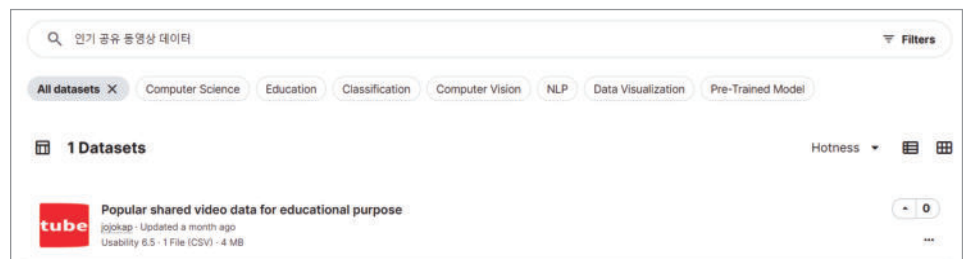 인기 공유 동영상 데이터
Filters
All datasets X
Computer Science
Education
Classification
Computer Vision
NLP
Data Visualization
Pre-Trained Model
1 Datasets
Hotness
tube
Popular shared video data for educational purpose
0
jojokap · Updated a month ago
Usability 6.5 · 1 File (CSV) · 4 MB
...